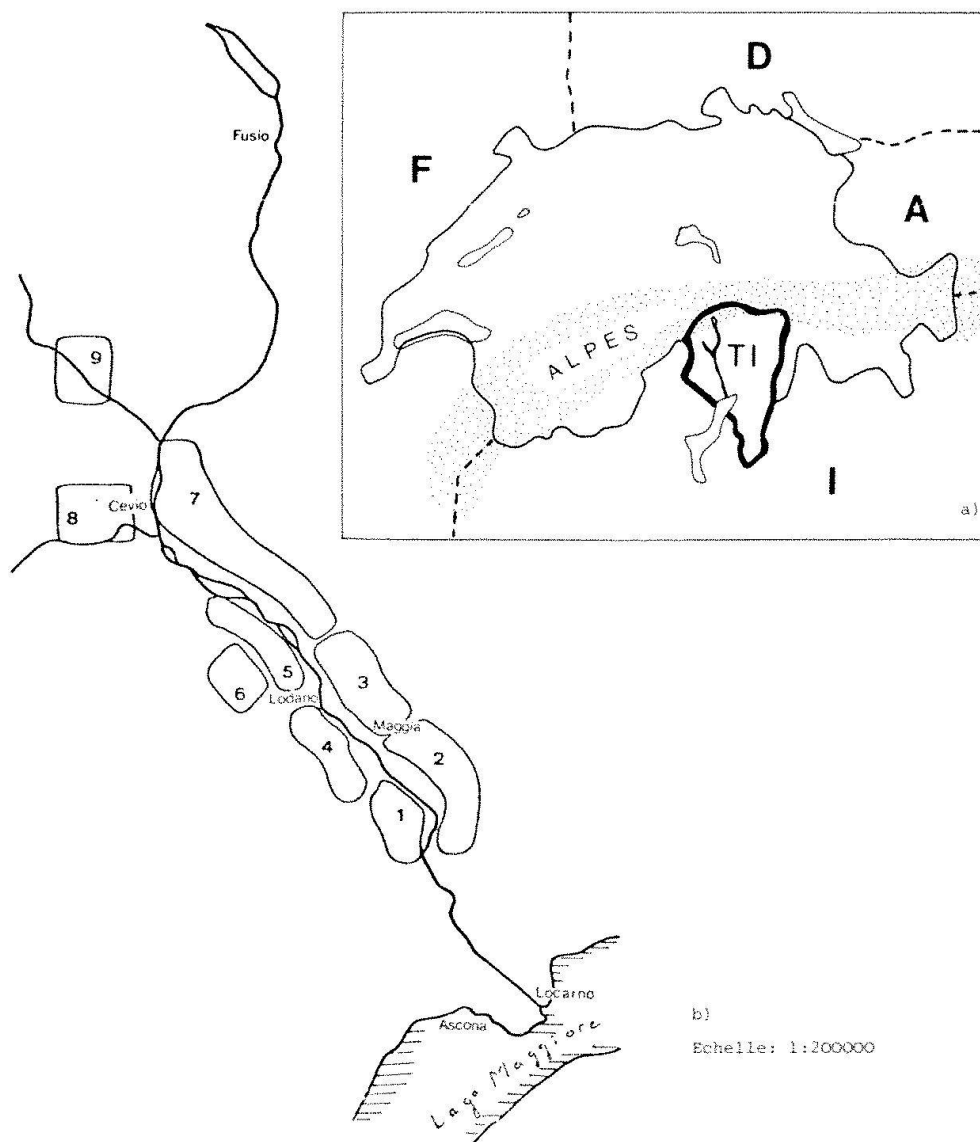 Fusio
9
Cevio
8
7
5
6
Lodano
3
Maggia
4
2
1
Locarno
Ascona
Lago Maggiore
b)
Echelle: 1:200000
D
F
A
ALPES
TI
I
a)